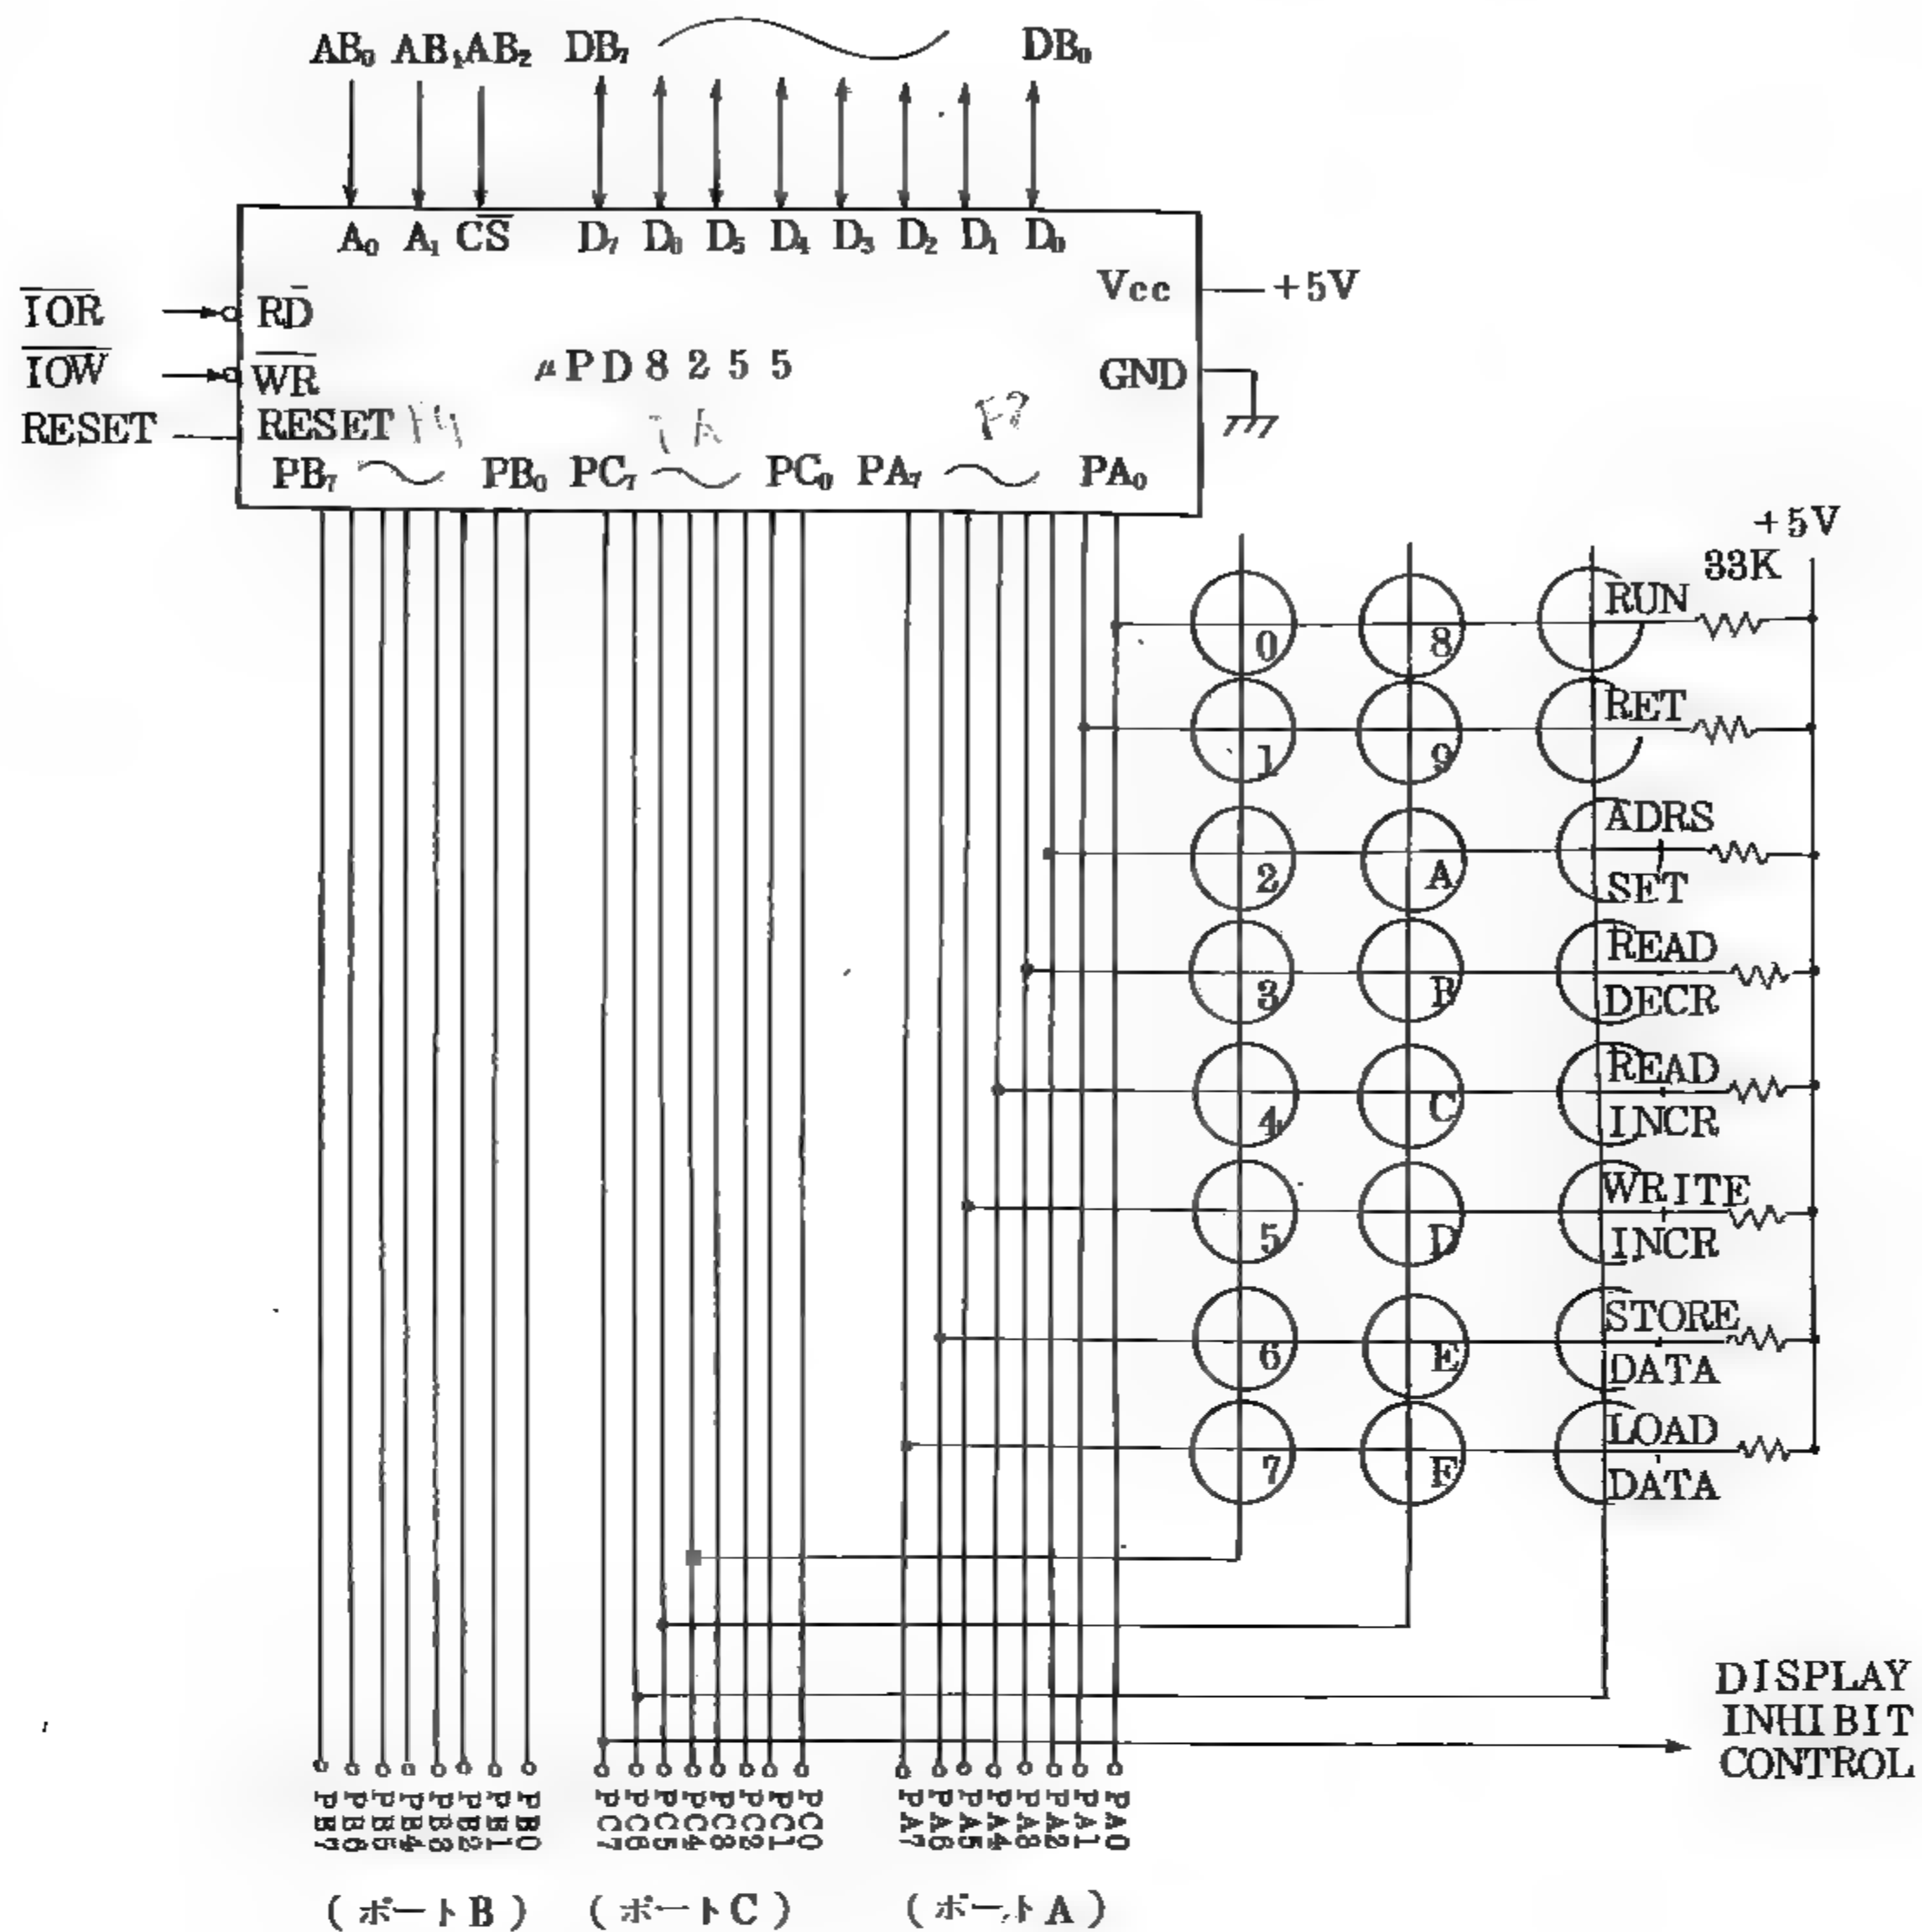 AB₀ AB₁ AB₂ DB₇ DB₀
A₀ A₁ CS D₇ D₆ D₅ D₄ D₃ D₂ D₁ D₀
Vcc +5V
IOR RD
IOW WR
μPD8255
GND
RESET RESET
PB₇ PB₀ PC₇ PC₀ PA₇ PA₀
+5V
33K
0 8 RUN
1 9 RET
2 A ADRS SET
3 B READ DECR
4 C READ INCR
5 D WRITE INCR
6 E STORE DATA
7 F LOAD DATA
DISPLAY
INHIBIT
CONTROL
PB7 PB6 PB5 PB4 PB3 PB2 PB1 PB0
PC7 PC6 PC5 PC4 PC3 PC2 PC1 PC0
PA7 PA6 PA5 PA4 PA3 PA2 PA1 PA0
(ポートB) (ポートC) (ポートA)